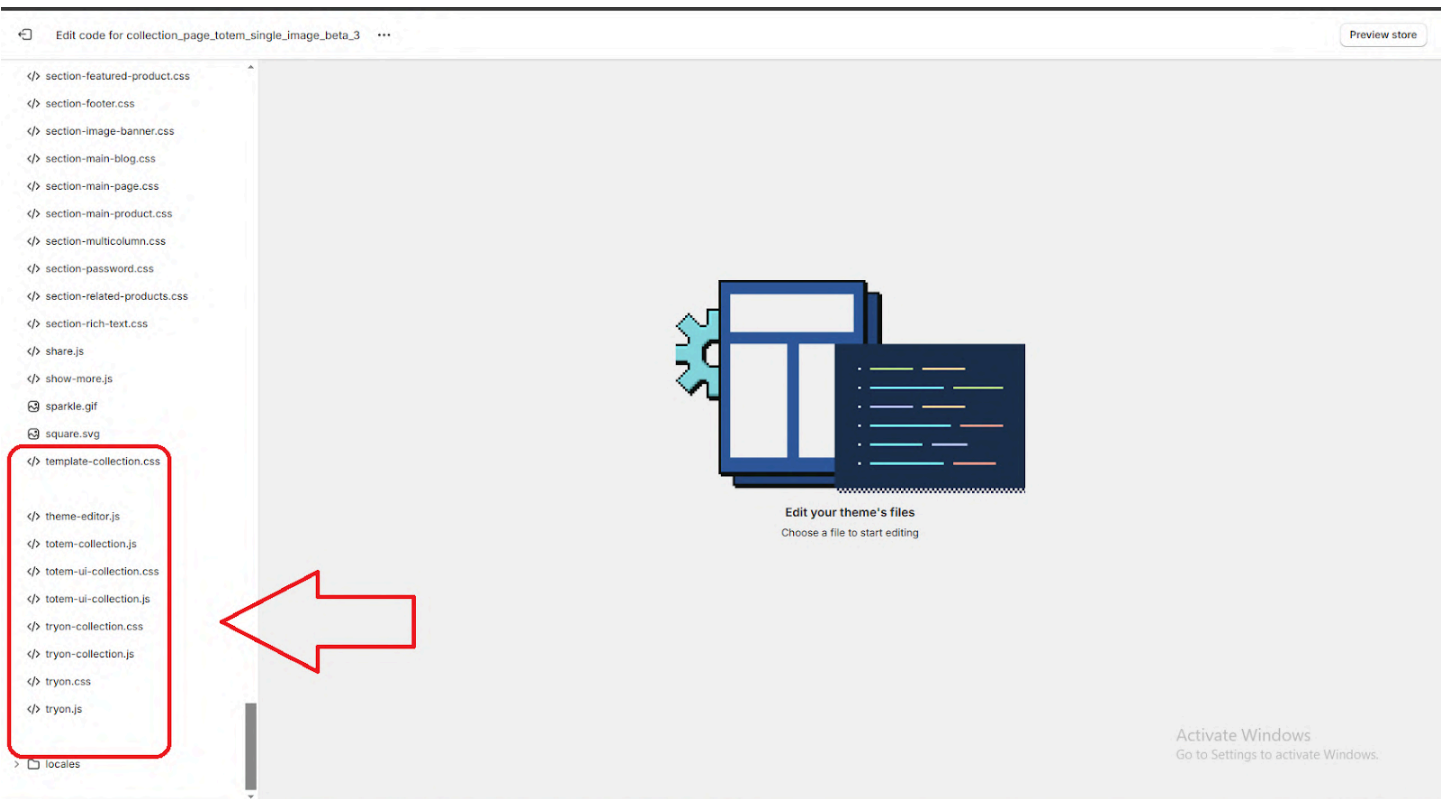 Edit code for collection_page_totem_single_image_beta_3
Preview store
section-featured-product.css
section-footer.css
section-image-banner.css
section-main-blog.css
section-main-page.css
section-main-product.css
section-multicolumn.css
section-password.css
section-related-products.css
section-rich-text.css
share.js
show-more.js
sparkle.gif
square.svg
template-collection.css
theme-editor.js
totem-collection.js
totem-ui-collection.css
totem-ui-collection.js
tryon-collection.css
tryon-collection.js
tryon.css
tryon.js
locales
Edit your theme's files
Choose a file to start editing
Activate Windows
Go to Settings to activate Windows.